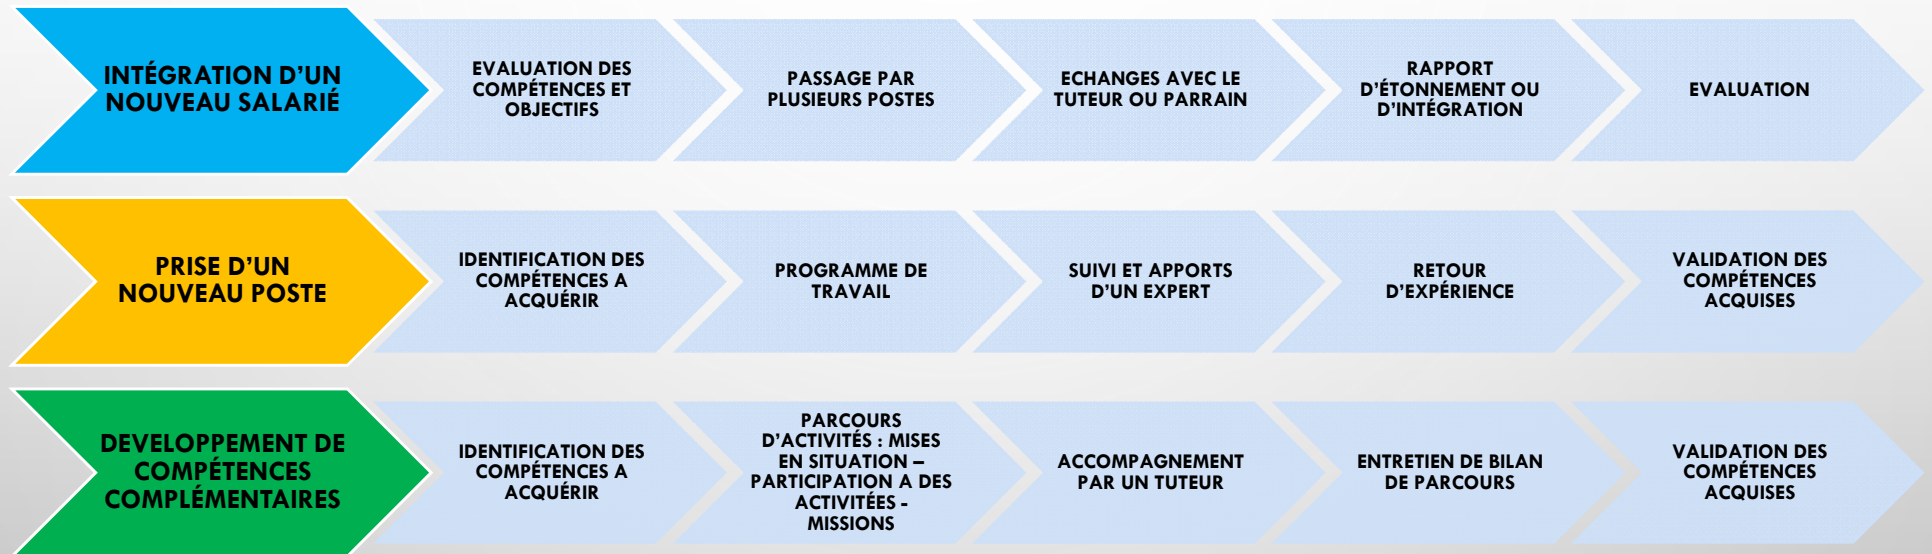 INTÉGRATION D'UN
NOUVEAU SALARIÉ
EVALUATION DES
COMPÉTENCES ET
OBJECTIFS
PASSAGE PAR
PLUSIEURS POSTES
ECHANGES AVEC LE
TUTEUR OU PARRAIN
RAPPORT
D'ÉTONNEMENT OU
D'INTÉGRATION
EVALUATION
PRISE D'UN
NOUVEAU POSTE
IDENTIFICATION DES
COMPÉTENCES A
ACQUÉRIR
PROGRAMME DE
TRAVAIL
SUIVI ET APPORTS
D'UN EXPERT
RETOUR
D'EXPÉRIENCE
VALIDATION DES
COMPÉTENCES
ACQUISES
DEVELOPPEMENT DE
COMPÉTENCES
COMPLÉMENTAIRES
IDENTIFICATION DES
COMPÉTENCES A
ACQUÉRIR
PARCOURS
D'ACTIVITÉS : MISES
EN SITUATION –
PARTICIPATION A DES
ACTIVITÉES -
MISSIONS
ACCOMPAGNEMENT
PAR UN TUTEUR
ENTRETIEN DE BILAN
DE PARCOURS
VALIDATION DES
COMPÉTENCES
ACQUISES